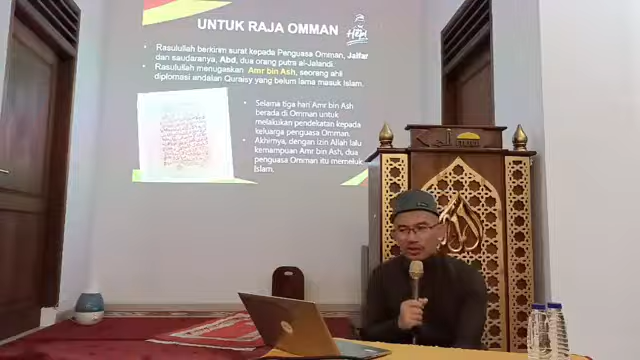 UNTUK RAJA OMMAN
Rasulullah berkirim surat kepada Penguasa Omman, Jaifar
dan saudaranya, Abd, dua orang putra al-Jalandi.
Rasulullah menugaskan Amr bin Ash, seorang ahli
diplomasi andalan Quraisy yang belum lama masuk Islam.
Selama tiga hari Amr bin Ash
berada di Omman untuk
melakukan pendekatan kepada
keluarga penguasa Omman.
Akhirnya, dengan izin Allah lalu
kemampuan Amr bin Ash, dua
penguasa Omman itu memeluk
Islam.